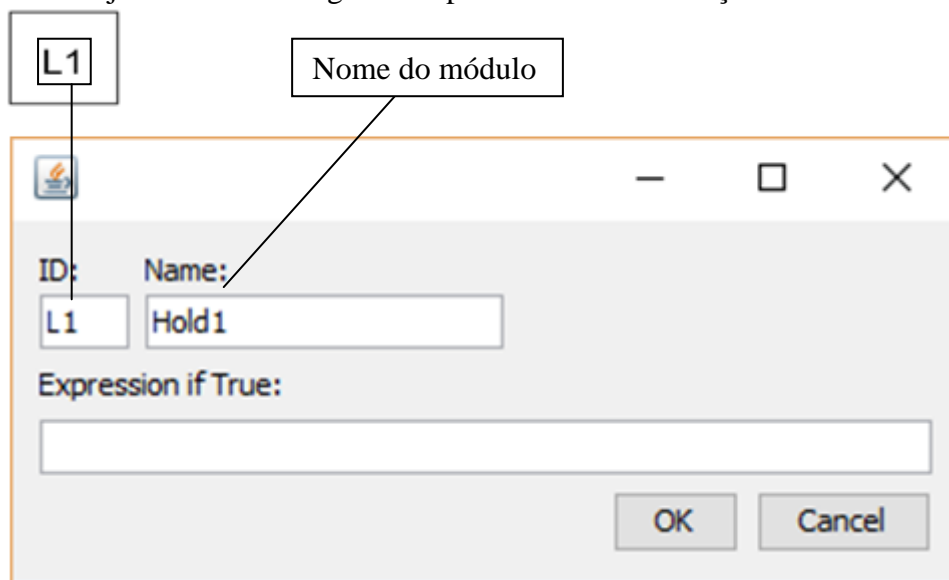 L1
Nome do módulo
ID: Name:
L1 Hold1
Expression if True:
OK Cancel